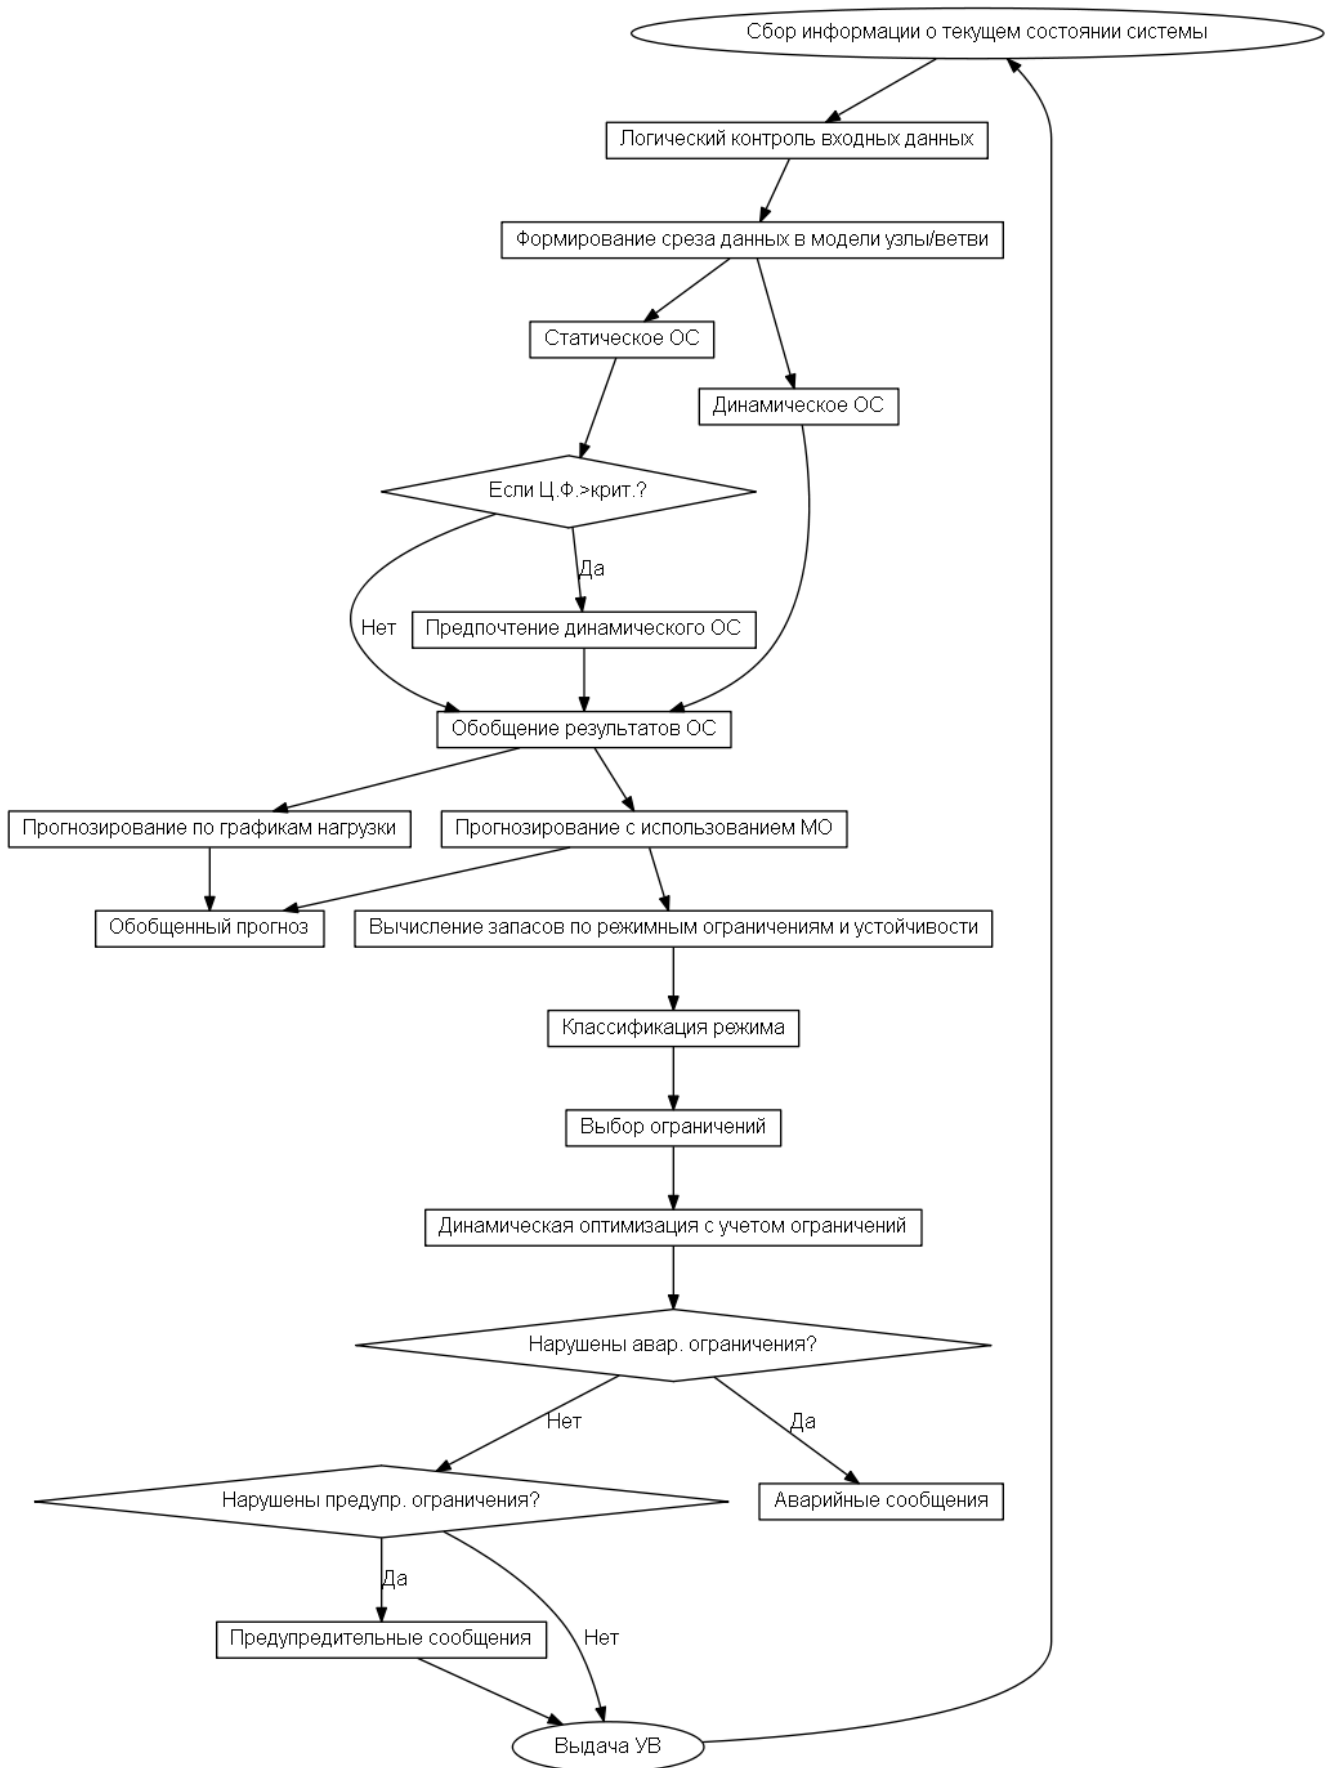 Сбор информации о текущем состоянии системы
Логический контроль входных данных
Формирование среза данных в модели узлы/ветви
Статическое ОС
Динамическое ОС
Если Ц.Ф.>крит.?
Да
Нет
Предпочтение динамического ОС
Обобщение результатов ОС
Прогнозирование по графикам нагрузки
Прогнозирование с использованием МО
Обобщенный прогноз
Вычисление запасов по режимным ограничениям и устойчивости
Классификация режима
Выбор ограничений
Динамическая оптимизация с учетом ограничений
Нарушены авар. ограничения?
Нет
Да
Нарушены предупр. ограничения?
Аварийные сообщения
Да
Предупредительные сообщения
Нет
Выдача УВ